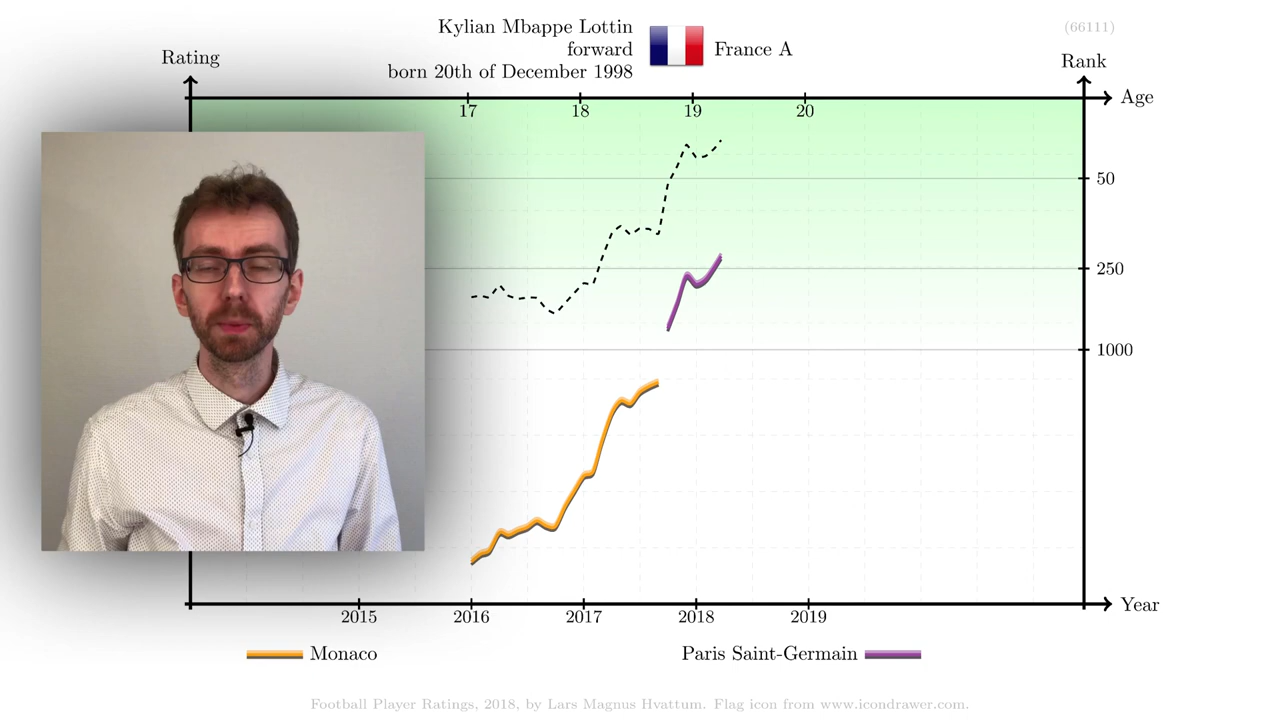 Kylian Mbappe Lottin
forward
born 20th of December 1998
France A
(66111)
Rating
Rank
Age
17 18 19 20
50
250
1000
2015 2016 2017 2018 2019
Year
Monaco
Paris Saint-Germain
Football Player Ratings, 2018, by Lars Magnus Hvattum. Flag icon from www.icondrawer.com.